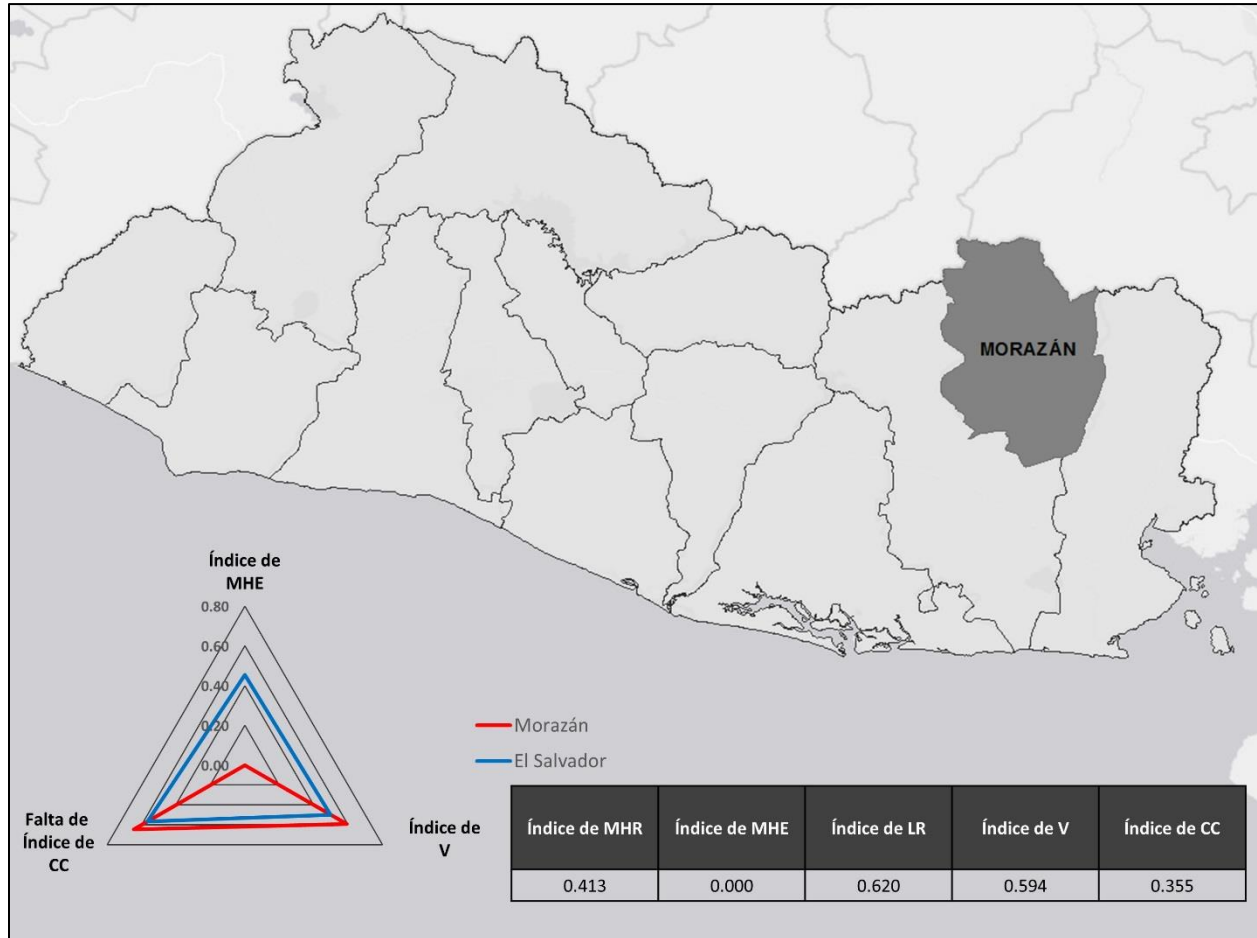 MORAZÁN
Índice de
MHE
0.80
0.60
0.40
0.20
0.00
Falta de
Índice de
CC
Índice de
V
Morazán
El Salvador
Índice de MHR Índice de MHE Índice de LR Índice de V Índice de CC
0.413 0.000 0.620 0.594 0.355